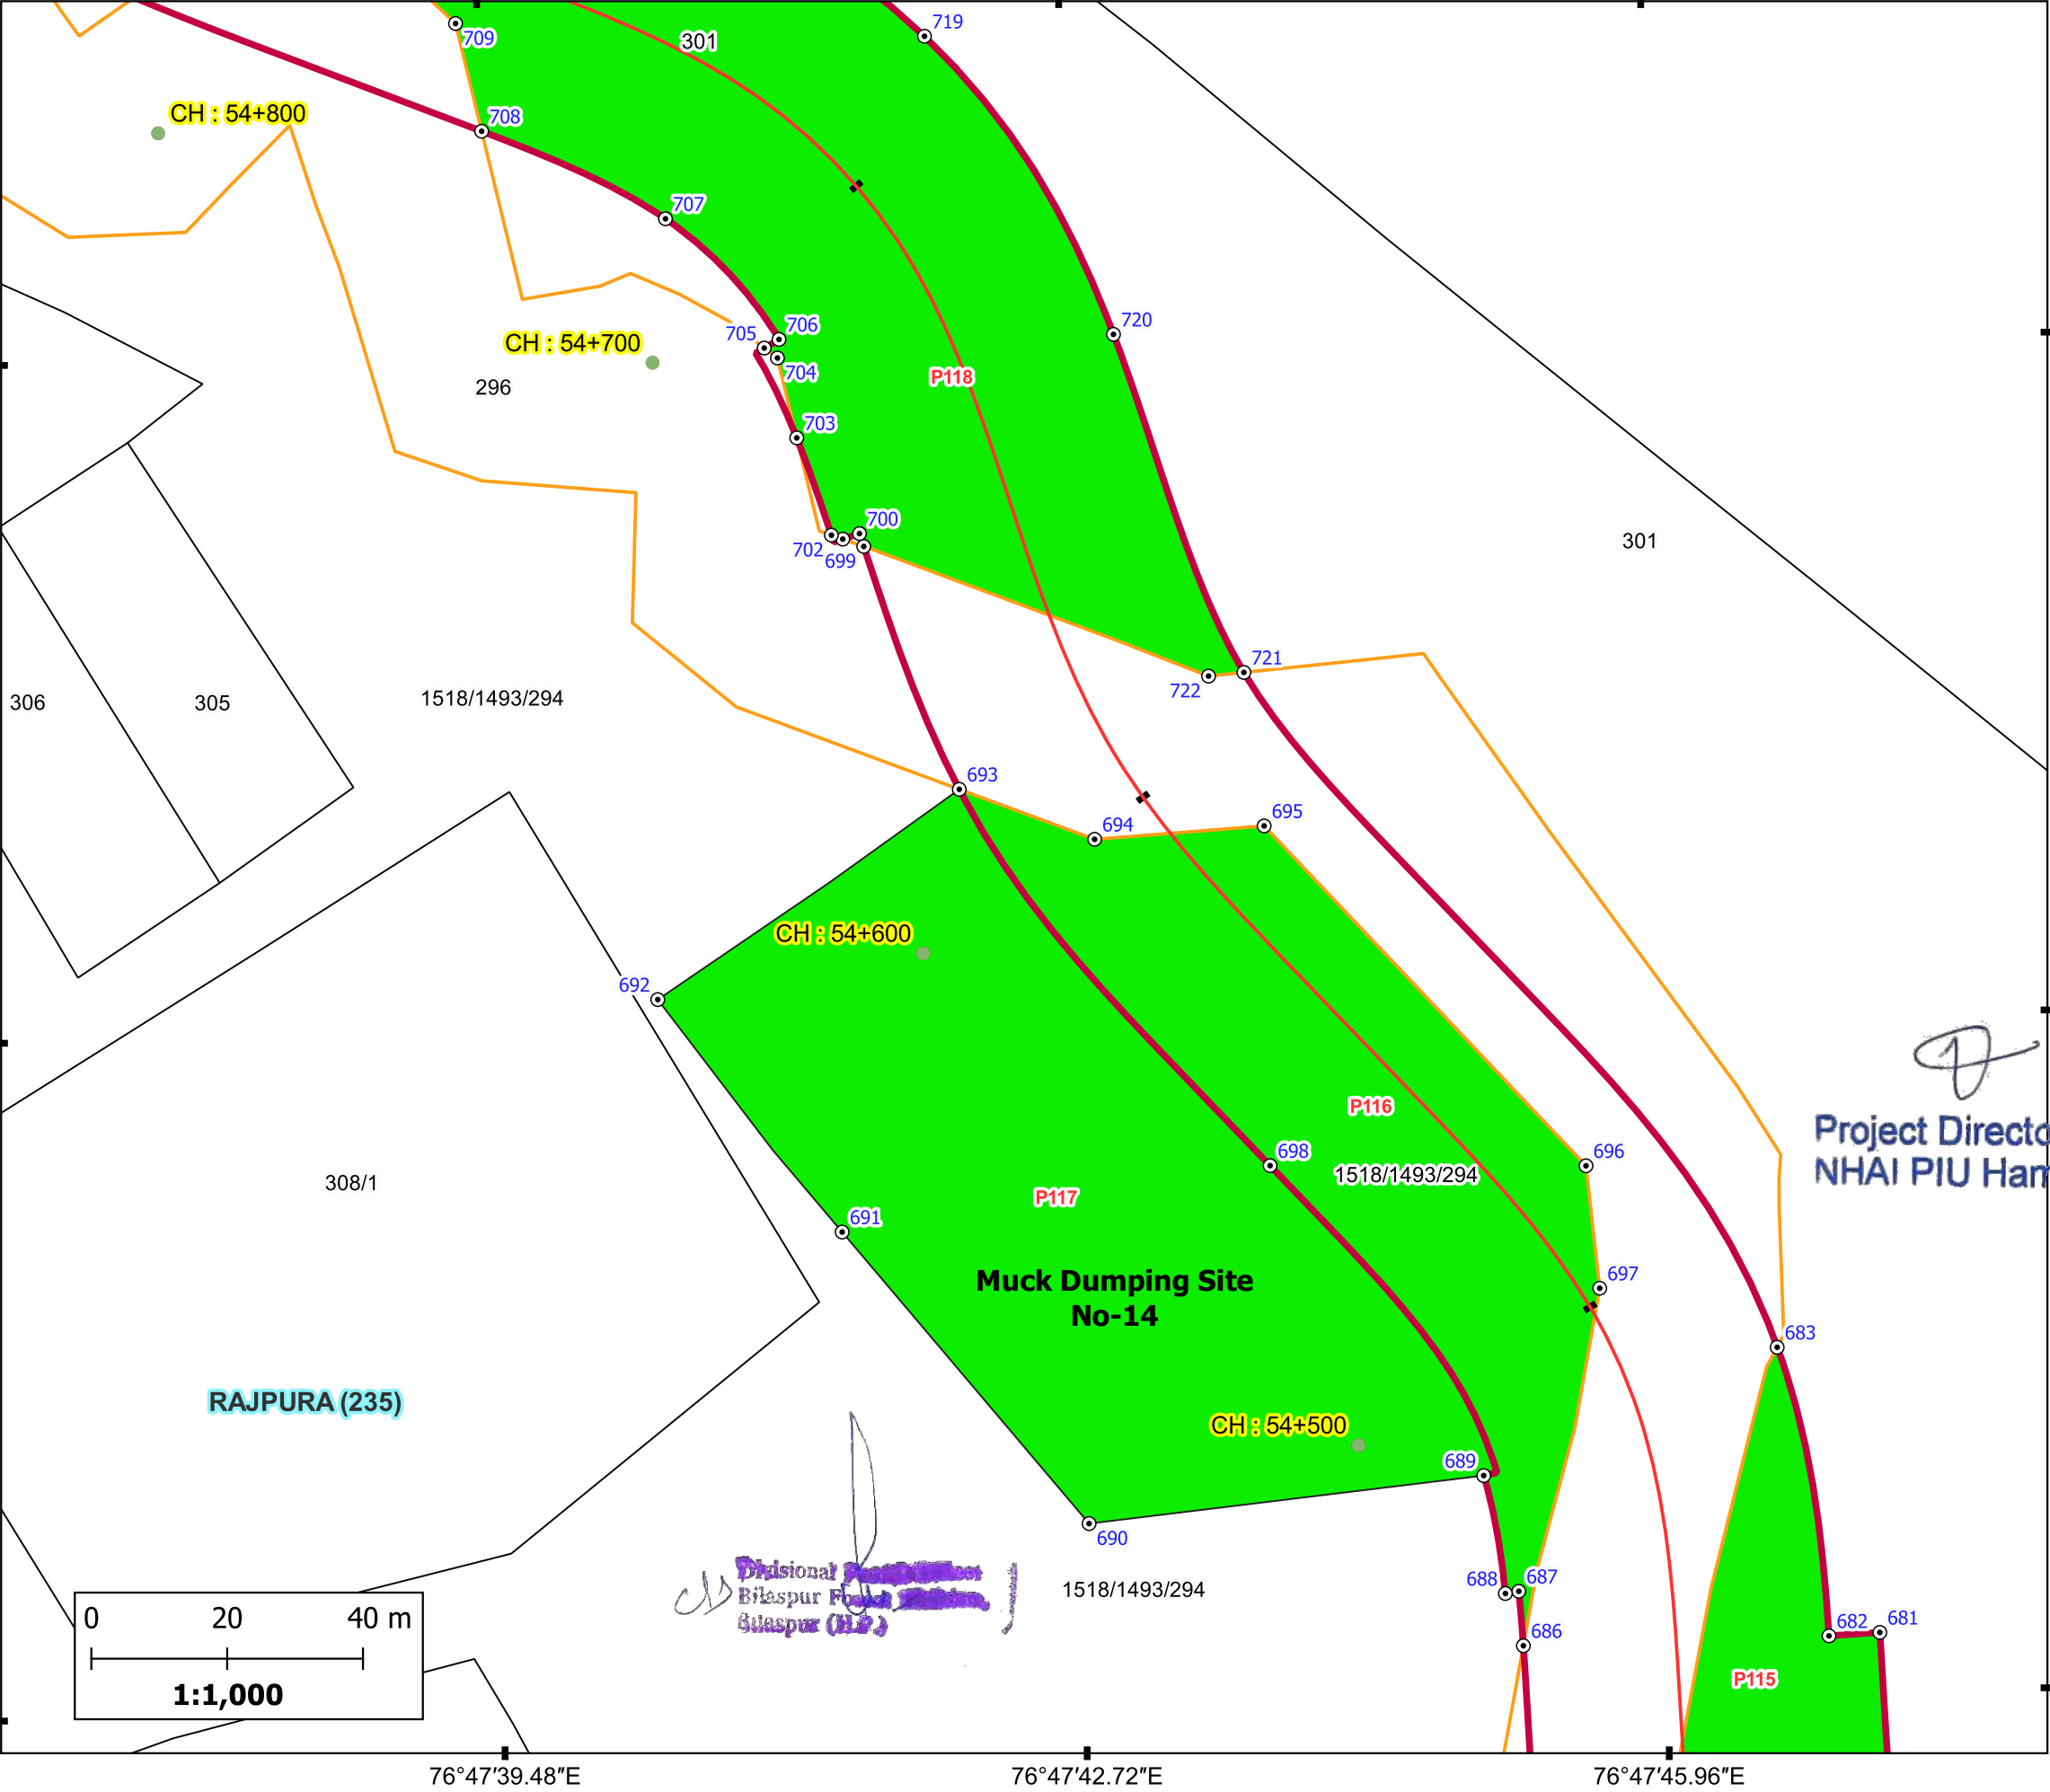 719
301
709
CH : 54+800
708
707
706
720
705
CH : 54+700
704
P118
296
703
700
702
699
301
721
722
1518/1493/294
306
305
693
695
694
CH : 54+600
692
P116
Project Directo
NHAI PIU Ham
698
696
1518/1493/294
308/1
P117
691
Muck Dumping Site
No-14
697
683
RAJPURA (235)
CH : 54+500
689
690
Divisional
Bilaspur
Bilaspur (H.P.)
1518/1493/294
688
687
686
682
681
P115
0 20 40 m
1:1,000
76°47′39.48″E 76°47′42.72″E 76°47′45.96″E